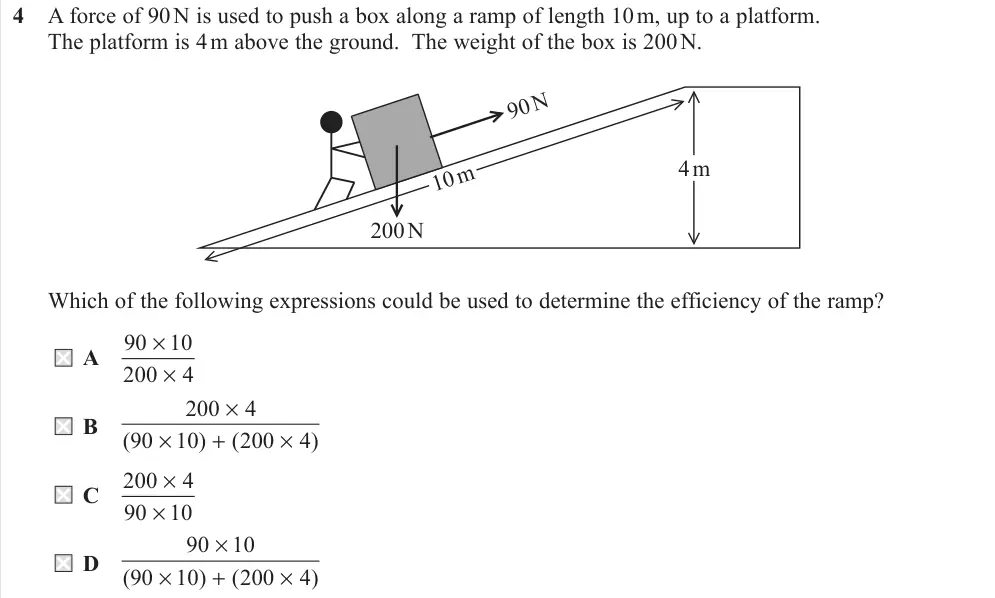 4 A force of 90 N is used to push a box along a ramp of length 10 m, up to a platform.
The platform is 4 m above the ground. The weight of the box is 200 N.
90 N
10 m
4 m
200 N
Which of the following expressions could be used to determine the efficiency of the ramp?
A
90 × 10
200 × 4
B
200 × 4
(90 × 10) + (200 × 4)
C
200 × 4
90 × 10
D
90 × 10
(90 × 10) + (200 × 4)